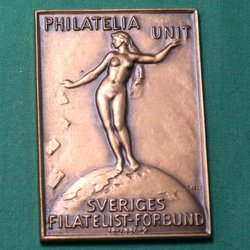 PHILATELIA
UNIT
SVERIGES
FILATELIST-FÖRBUND